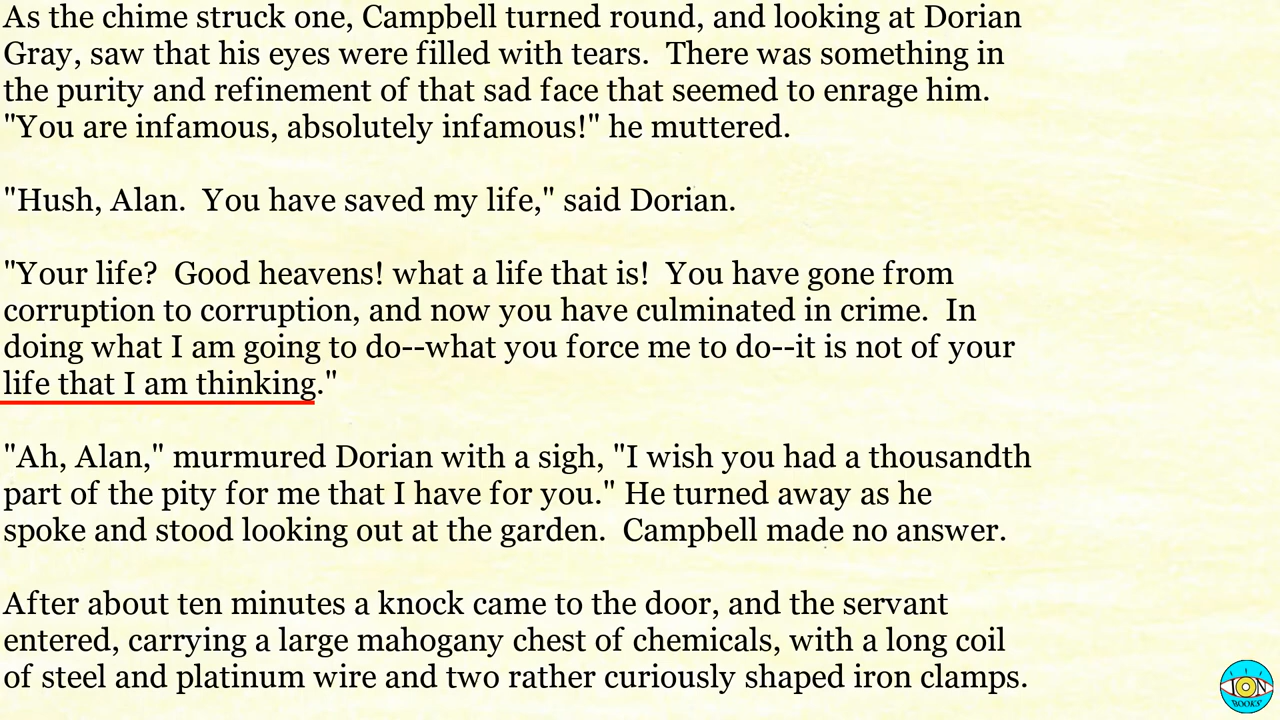 As the chime struck one, Campbell turned round, and looking at Dorian
Gray, saw that his eyes were filled with tears.  There was something in
the purity and refinement of that sad face that seemed to enrage him.
"You are infamous, absolutely infamous!" he muttered.
"Hush, Alan.  You have saved my life," said Dorian.
"Your life?  Good heavens! what a life that is!  You have gone from
corruption to corruption, and now you have culminated in crime.  In
doing what I am going to do--what you force me to do--it is not of your
life that I am thinking."
"Ah, Alan," murmured Dorian with a sigh, "I wish you had a thousandth
part of the pity for me that I have for you." He turned away as he
spoke and stood looking out at the garden.  Campbell made no answer.
After about ten minutes a knock came to the door, and the servant
entered, carrying a large mahogany chest of chemicals, with a long coil
of steel and platinum wire and two rather curiously shaped iron clamps.
ION
BOOKS